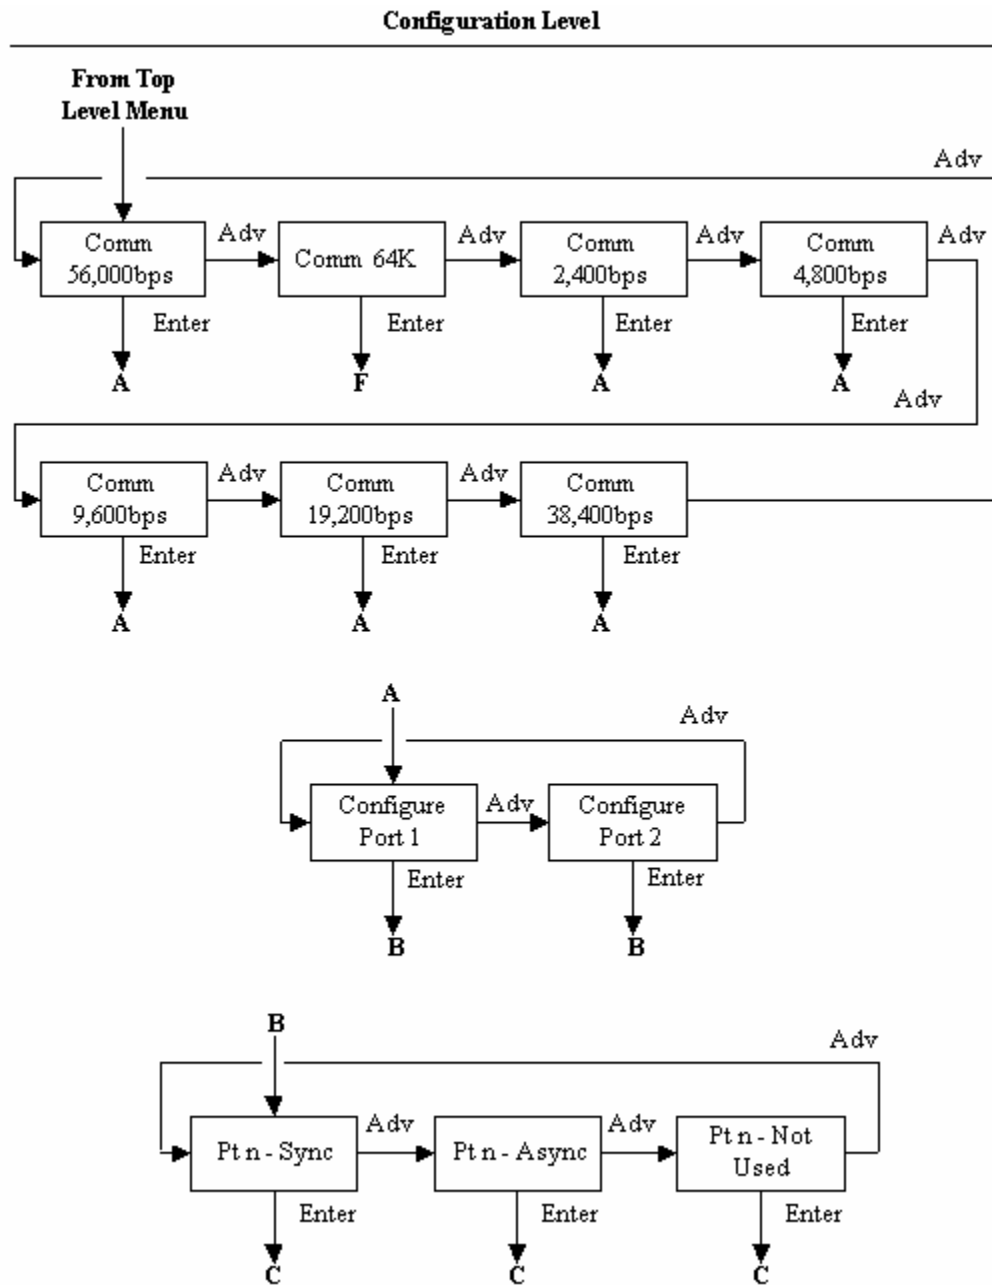 Configuration Level
From Top
Level Menu
Adv
Comm
56,000bps
Adv
Comm 64K
Adv
Comm
2,400bps
Adv
Comm
4,800bps
Adv
Enter
Enter
Enter
Enter
A
F
A
A
Adv
Comm
9,600bps
Adv
Comm
19,200bps
Adv
Comm
38,400bps
Enter
Enter
Enter
A
A
A
A
Adv
Configure
Port 1
Adv
Configure
Port 2
Enter
Enter
B
B
B
Adv
Pt n - Sync
Adv
Pt n - Async
Adv
Pt n - Not
Used
Enter
Enter
Enter
C
C
C